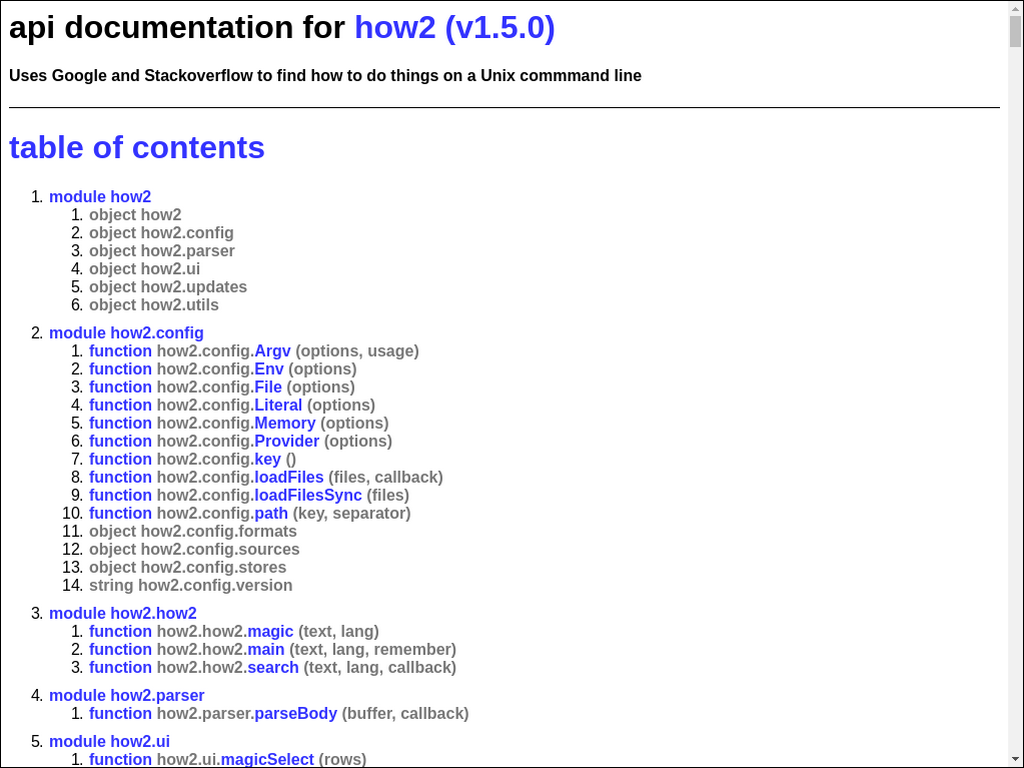 api documentation for how2 (v1.5.0)
Uses Google and Stackoverflow to find how to do things on a Unix commmand line
table of contents
1. module how2
1. object how2
2. object how2.config
3. object how2.parser
4. object how2.ui
5. object how2.updates
6. object how2.utils
2. module how2.config
1. function how2.config.Argv (options, usage)
2. function how2.config.Env (options)
3. function how2.config.File (options)
4. function how2.config.Literal (options)
5. function how2.config.Memory (options)
6. function how2.config.Provider (options)
7. function how2.config.key ()
8. function how2.config.loadFiles (files, callback)
9. function how2.config.loadFilesSync (files)
10. function how2.config.path (key, separator)
11. object how2.config.formats
12. object how2.config.sources
13. object how2.config.stores
14. string how2.config.version
3. module how2.how2
1. function how2.how2.magic (text, lang)
2. function how2.how2.main (text, lang, remember)
3. function how2.how2.search (text, lang, callback)
4. module how2.parser
1. function how2.parser.parseBody (buffer, callback)
5. module how2.ui
1. function how2.ui.magicSelect (rows)